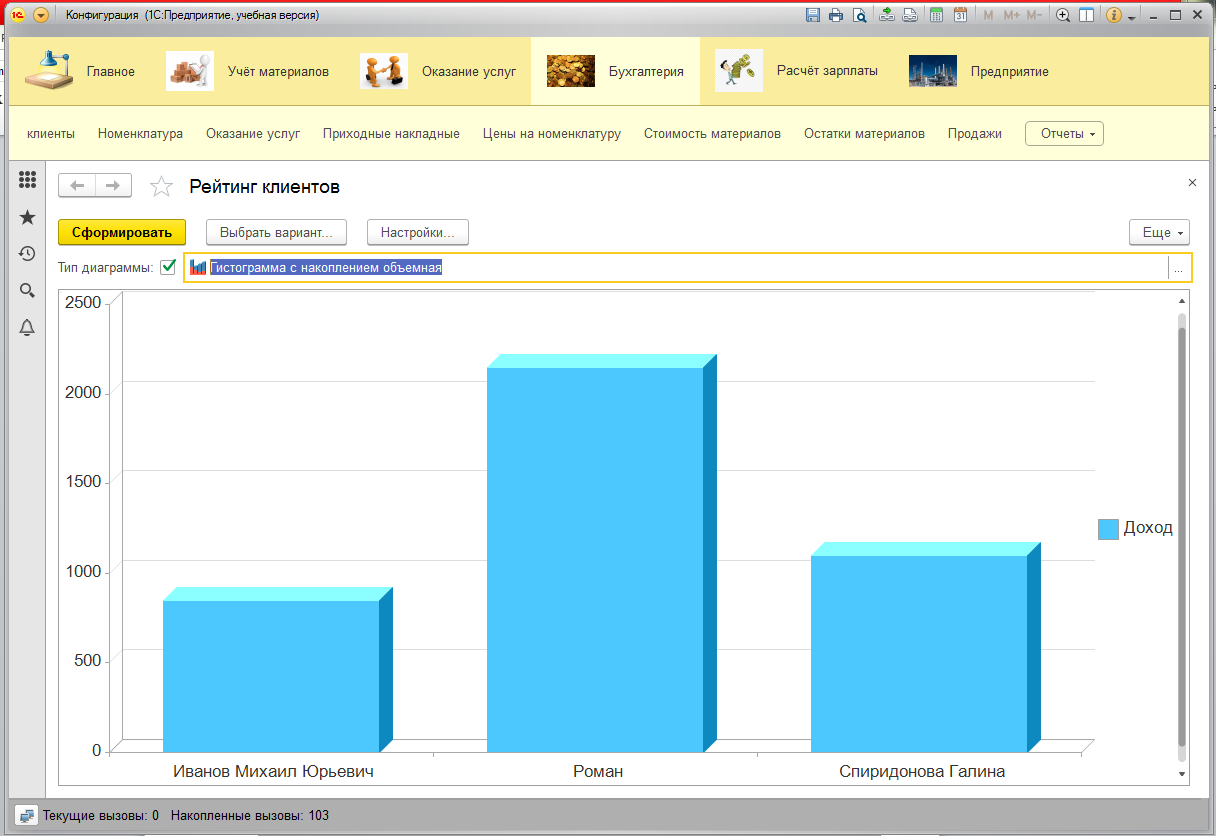 Конфигурация (1С:Предприятие, учебная версия)
31 M M+ M-
Главное Учёт материалов Оказание услуг Бухгалтерия Расчёт зарплаты Предприятие
клиенты Номенклатура Оказание услуг Приходные накладные Цены на номенклатуру Стоимость материалов Остатки материалов Продажи Отчеты
Рейтинг клиентов
Сформировать Выбрать вариант... Настройки... Еще
Тип диаграммы: Гистограмма с накоплением объемная ...
2500
2000
1500
Доход
1000
500
0
Иванов Михаил Юрьевич Роман Спиридонова Галина
Текущие вызовы: 0 Накопленные вызовы: 103